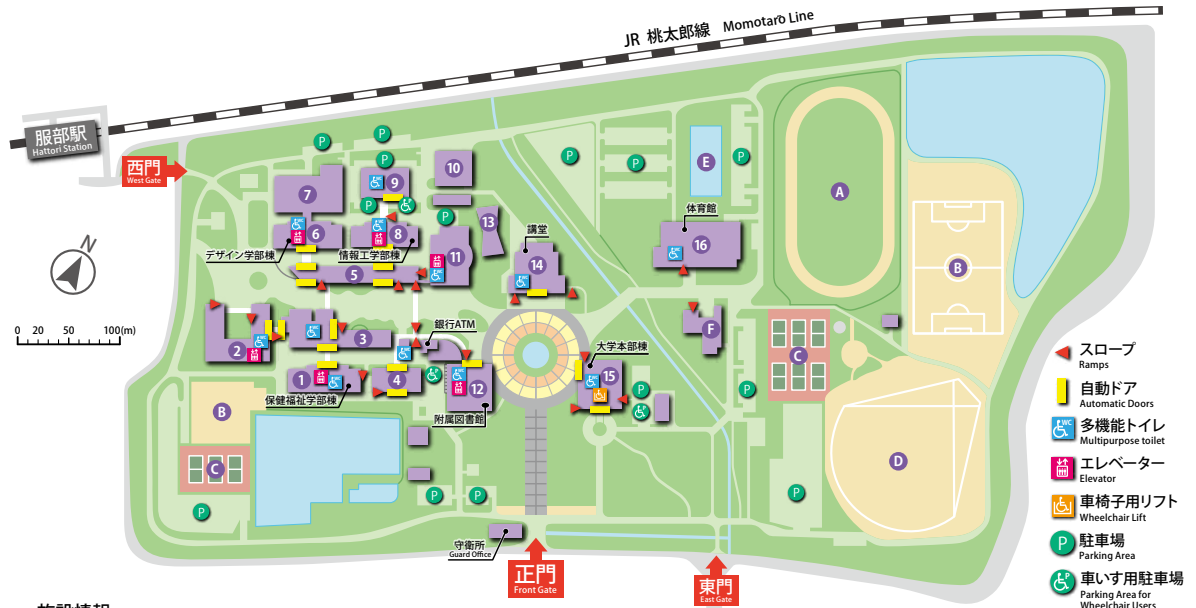 JR 桃太郎線 Momotaro Line
服部駅
Hattori Station
西門
West Gate
N
0 20 50 100(m)
P
P
P
P
P
P
P
P
P
7
9
10
13
E
A
体育館
16
講堂
14
デザイン学部棟
6
情報工学部棟
8
11
5
B
2
3
銀行ATM
F
C
1
保健福祉学部棟
4
12
附属図書館
大学本部棟
15
P
P
P
B
C
D
P
P
P
P
守衛所
Guard Office
正門
Front Gate
東門
East Gate
スロープ
Ramps
自動ドア
Automatic Doors
WC
多機能トイレ
Multipurpose toilet
エレベーター
Elevator
車椅子用リフト
Wheelchair Lift
P
駐車場
Parking Area
P
車いす用駐車場
Parking Area for
Wheelchair Users